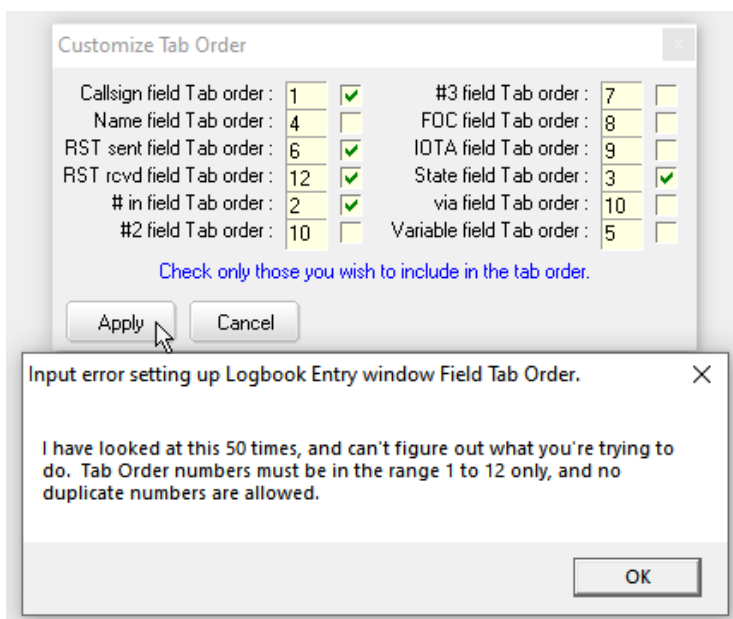 Customize Tab Order
Callsign field Tab order : 1
Name field Tab order : 4
RST sent field Tab order : 6
RST rcvd field Tab order : 12
# in field Tab order : 2
#2 field Tab order : 10
#3 field Tab order : 7
FOC field Tab order : 8
IOTA field Tab order : 9
State field Tab order : 3
via field Tab order : 10
Variable field Tab order : 5
Check only those you wish to include in the tab order.
Apply Cancel
Input error setting up Logbook Entry window Field Tab Order.
I have looked at this 50 times, and can't figure out what you're trying to
do. Tab Order numbers must be in the range 1 to 12 only, and no
duplicate numbers are allowed.
OK